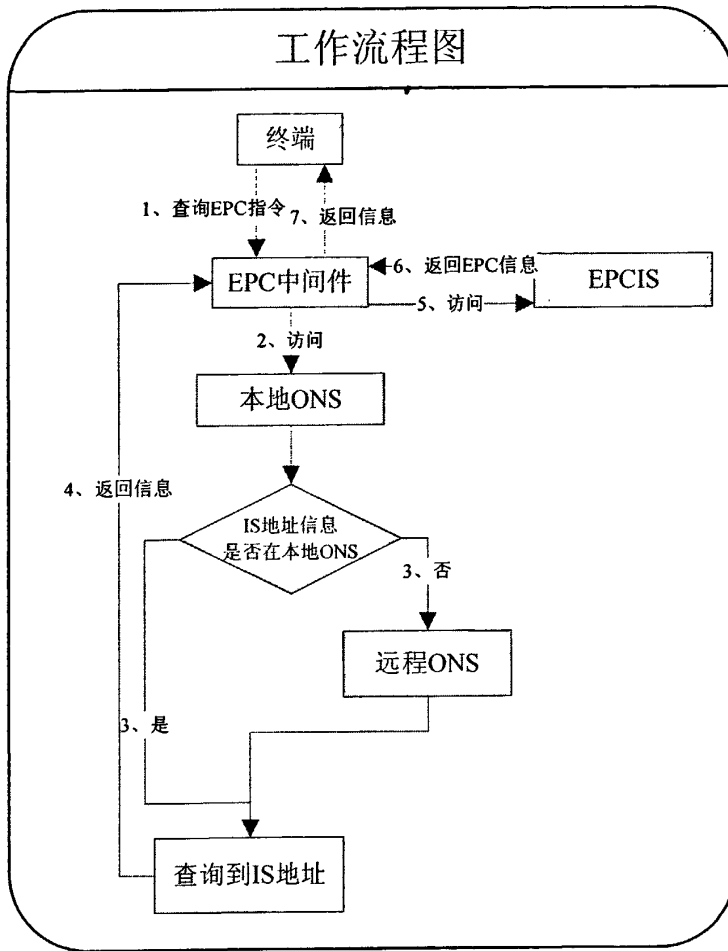 工作流程图
终端
1、查询EPC指令
7、返回信息
EPC中间件
6、返回EPC信息
5、访问
EPCIS
2、访问
本地ONS
4、返回信息
IS地址信息
是否在本地ONS
3、否
远程ONS
3、是
查询到IS地址